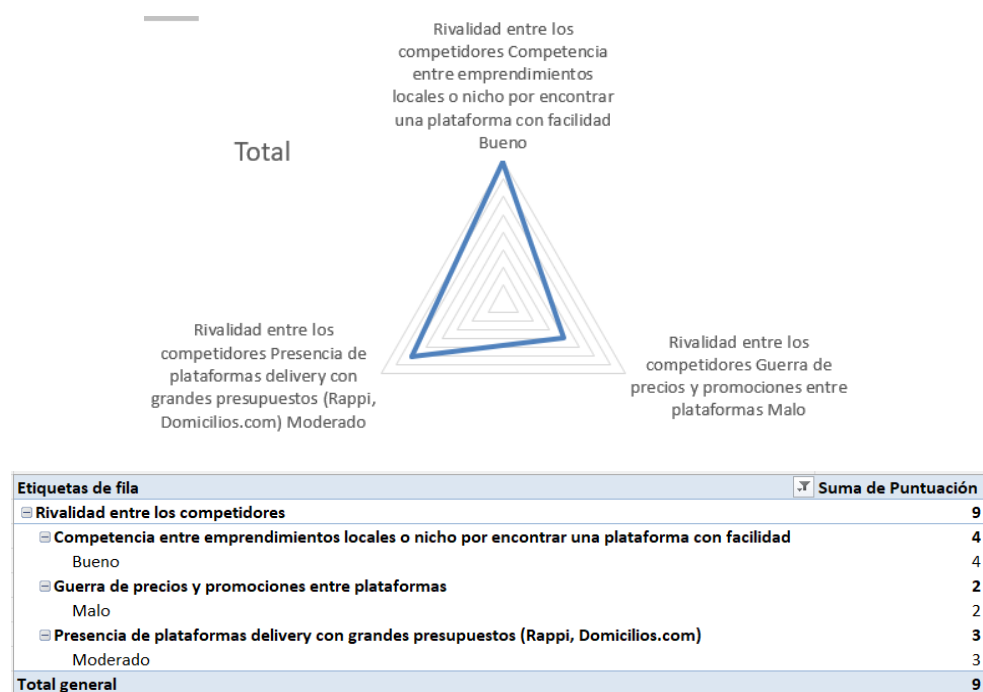 Rivalidad entre los
competidores Competencia
entre emprendimientos
locales o nicho por encontrar
una plataforma con facilidad
Bueno
Total
Rivalidad entre los
competidores Presencia de
plataformas delivery con
grandes presupuestos (Rappi,
Domicilios.com) Moderado
Rivalidad entre los
competidores Guerra de
precios y promociones entre
plataformas Malo
Etiquetas de fila Suma de Puntuación
Rivalidad entre los competidores 9
Competencia entre emprendimientos locales o nicho por encontrar una plataforma con facilidad 4
Bueno 4
Guerra de precios y promociones entre plataformas 2
Malo 2
Presencia de plataformas delivery con grandes presupuestos (Rappi, Domicilios.com) 3
Moderado 3
Total general 9